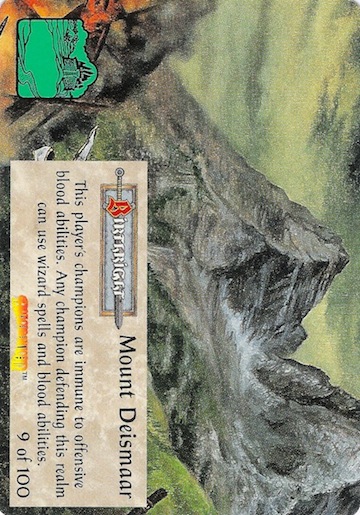 BIRTHRIGHT
Mount Deismaar
This player's champions are immune to offensive
blood abilities. Any champion defending this realm
can use wizard spells and blood abilities.
9 of 100